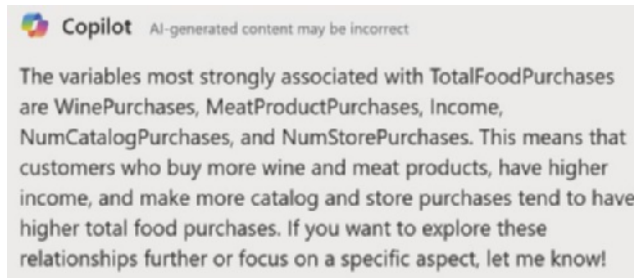 Copilot AI-generated content may be incorrect
The variables most strongly associated with TotalFoodPurchases
are WinePurchases, MeatProductPurchases, Income,
NumCatalogPurchases, and NumStorePurchases. This means that
customers who buy more wine and meat products, have higher
income, and make more catalog and store purchases tend to have
higher total food purchases. If you want to explore these
relationships further or focus on a specific aspect, let me know!